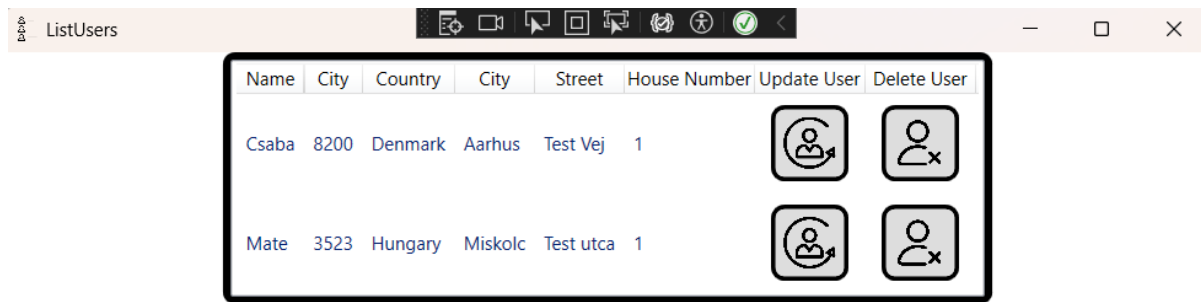 ListUsers
Name City Country City Street House Number Update User Delete User
Csaba 8200 Denmark Aarhus Test Vej 1
Mate 3523 Hungary Miskolc Test utca 1